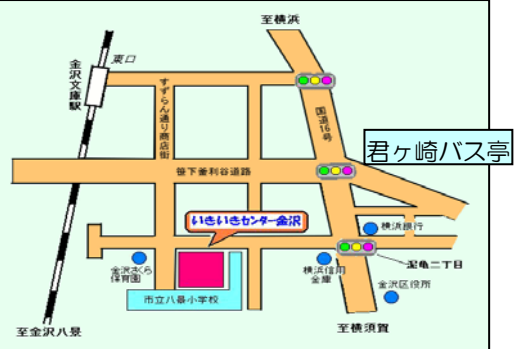 至横浜
東口
金沢文庫駅
すずらん通り商店街
国道16号
君ヶ崎バス亭
笹下釜利谷道路
いきいきセンター金沢
横浜銀行
金沢さくら
保育園
横浜信用
金庫
泥亀二丁目
金沢区役所
市立八景小学校
至金沢八景
至横須賀